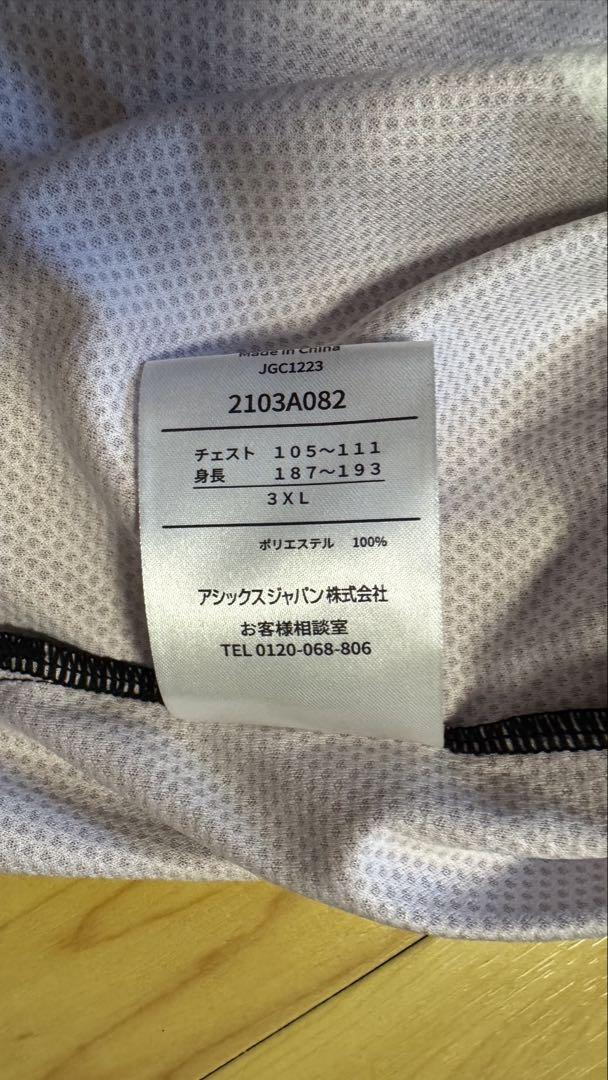 Made in China
JGC1223
2103A082
チェスト　１０５～１１１
身長　１８７～１９３
３ＸＬ
ポリエステル　100%
アシックスジャパン株式会社
お客様相談室
TEL 0120-068-806